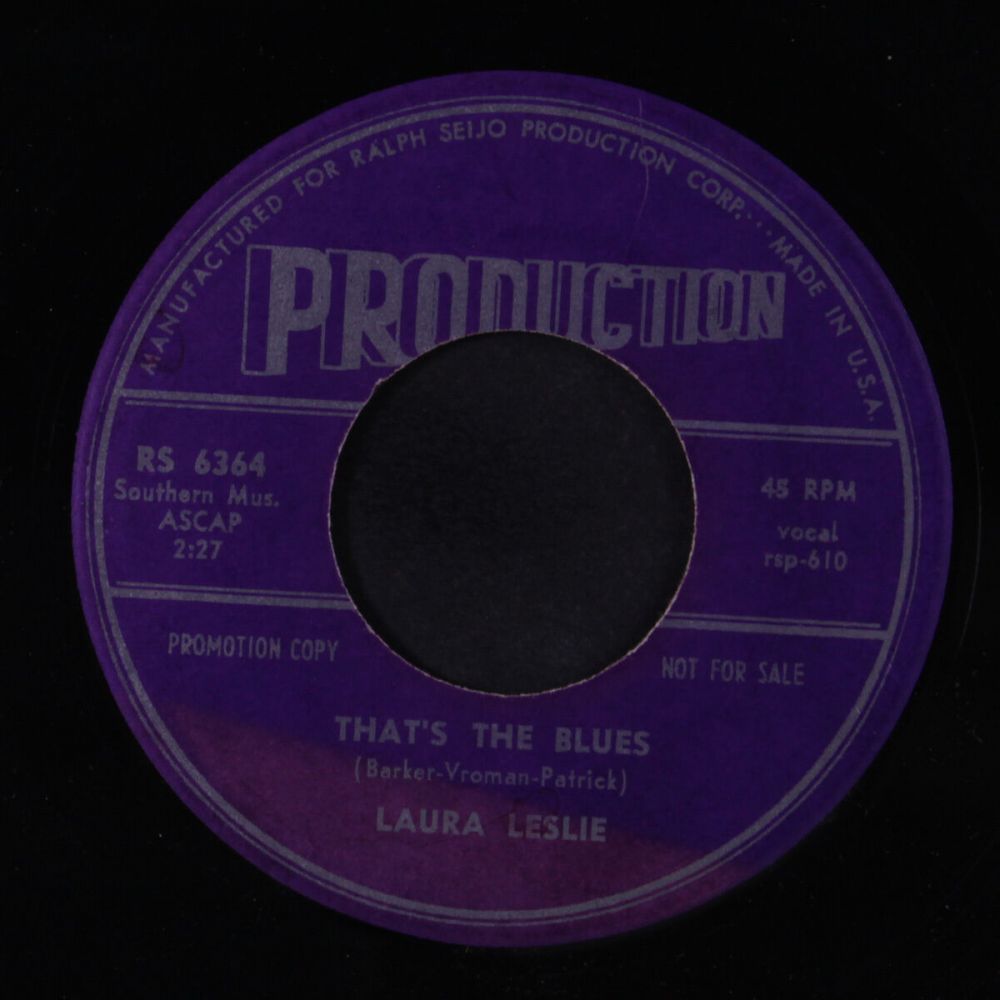 MANUFACTURED FOR RALPH SEIJO PRODUCTION CORP.... MADE IN U.S.A.
PRODUCTION
RS 6364
Southern Mus.
ASCAP
2:27
45 RPM
vocal
rsp-610
PROMOTION COPY
NOT FOR SALE
THAT'S THE BLUES
(Barker-Vroman-Patrick)
LAURA LESLIE